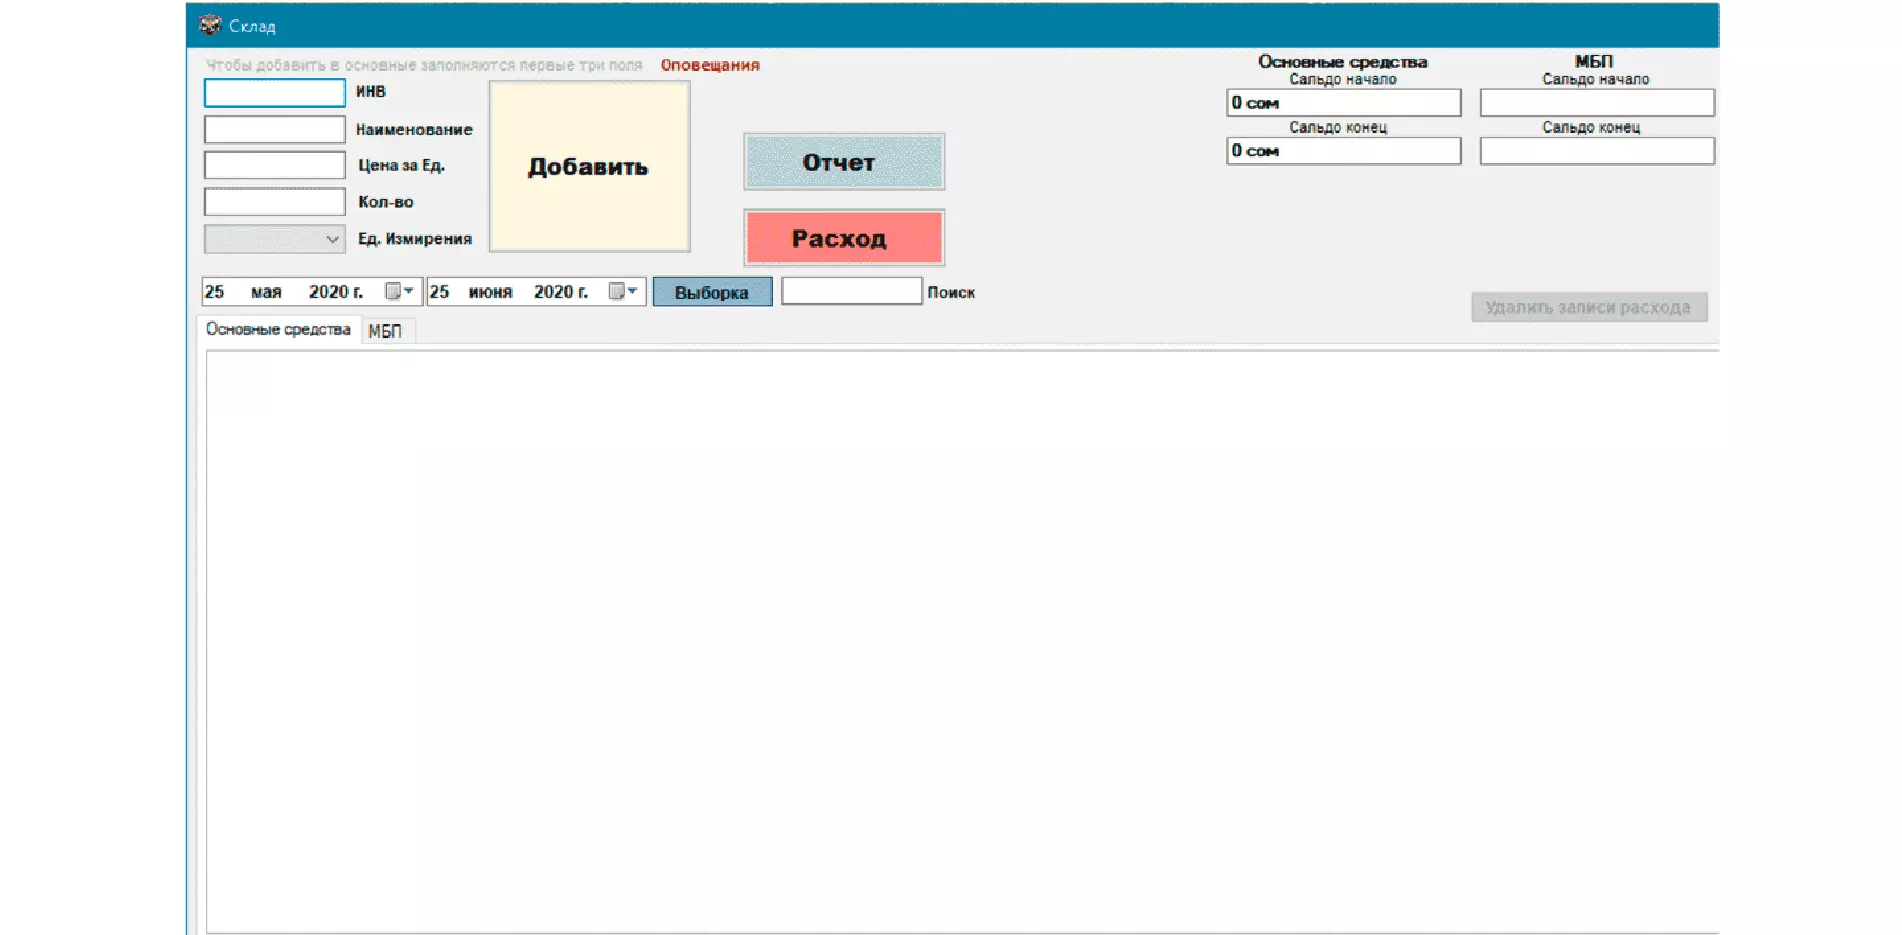 Склад
Чтобы добавить в основные заполняются первые три поля Оповещания
ИНВ
Наименование
Цена за Ед.
Кол-во
Ед. Измирения
Добавить
Отчет
Расход
Основные средства
Сальдо начало
0 сом
Сальдо конец
0 сом
МБП
Сальдо начало
Сальдо конец
25 мая 2020 г. 25 июня 2020 г. Выборка Поиск
Удалить записи расхода
Основные средства МБП